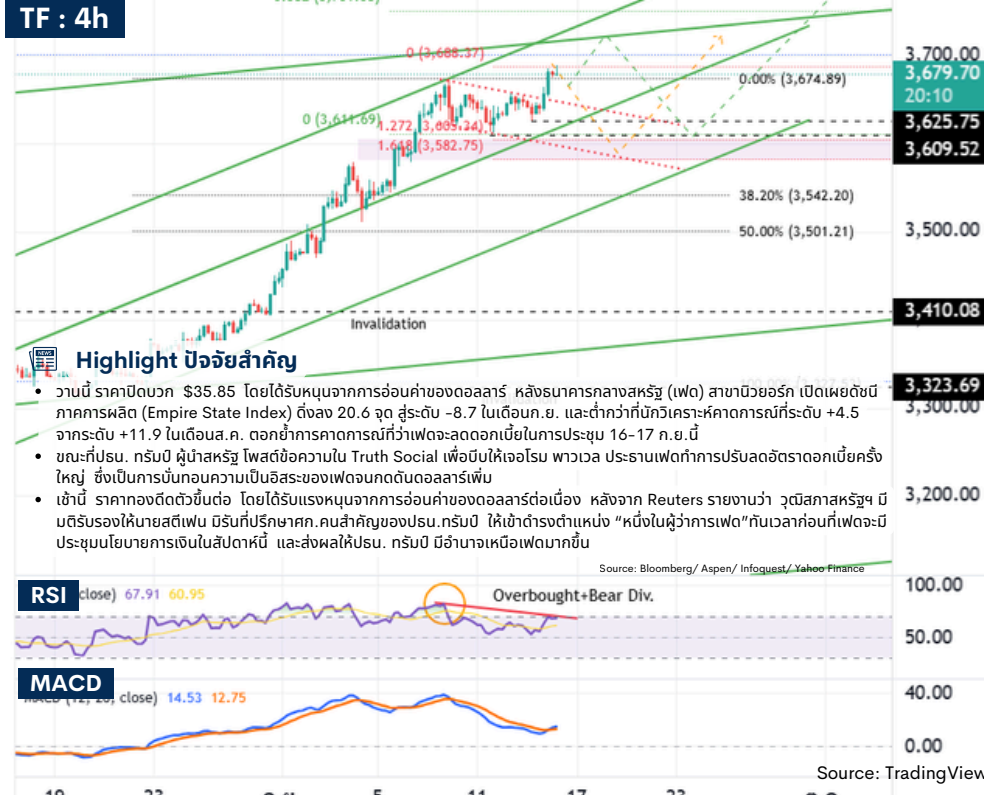 TF : 4h
0 (3,688.37)
3,700.00
3,679.70
20:10
0.00% (3,674.89)
0 (3,611.69)
1.272
3,625.75
3,609.52
1.618 (3,582.75)
38.20% (3,542.20)
50.00% (3,501.21)
3,500.00
3,410.08
Invalidation
Highlight ปัจจัยสำคัญ
3,323.69
3,300.00
• วานนี้ ราคาปิดบวก $35.85 โดยได้รับหนุนจากการอ่อนค่าของดอลลาร์ หลังธนาคารกลางสหรัฐ (เฟด) สาขานิวยอร์ก เปิดเผยดัชนี
ภาคการผลิต (Empire State Index) ดิ่งลง 20.6 จุด สู่ระดับ -8.7 ในเดือนก.ย. และต่ำกว่าที่นักวิเคราะห์คาดการณ์ที่ระดับ +4.5
จากระดับ +11.9 ในเดือนส.ค. ตอกย้ำการคาดการณ์ที่ว่าเฟดจะลดดอกเบี้ยในการประชุม 16-17 ก.ย.นี้
• ขณะที่ปธน. ทรัมป์ ผู้นำสหรัฐ โพสต์ข้อความใน Truth Social เพื่อบีบให้เจอโรม พาวเวล ประธานเฟดทำการปรับลดอัตราดอกเบี้ยครั้ง
ใหญ่ ซึ่งเป็นการบั่นทอนความเป็นอิสระของเฟดจนกดดันดอลลาร์เพิ่ม
3,200.00
• เช้านี้ ราคาทองดีดตัวขึ้นต่อ โดยได้รับแรงหนุนจากการอ่อนค่าของดอลลาร์ต่อเนื่อง หลังจาก Reuters รายงานว่า วุฒิสภาสหรัฐฯ มี
มติรับรองให้นายสตีเฟน มิรันที่ปรึกษาศก.คนสำคัญของปธน.ทรัมป์ ให้เข้าดำรงตำแหน่ง “หนึ่งในผู้ว่าการเฟด”ทันเวลาก่อนที่เฟดจะมี
ประชุมนโยบายการเงินในสัปดาห์นี้ และส่งผลให้ปธน. ทรัมป์ มีอำนาจเหนือเฟดมากขึ้น
Source: Bloomberg/ Aspen/ Infoquest/ Yahoo Finance
100.00
RSI
close) 67.91 60.95
Overbought+Bear Div.
50.00
MACD
close) 14.53 12.75
40.00
0.00
Source: TradingView
5
11
17
23